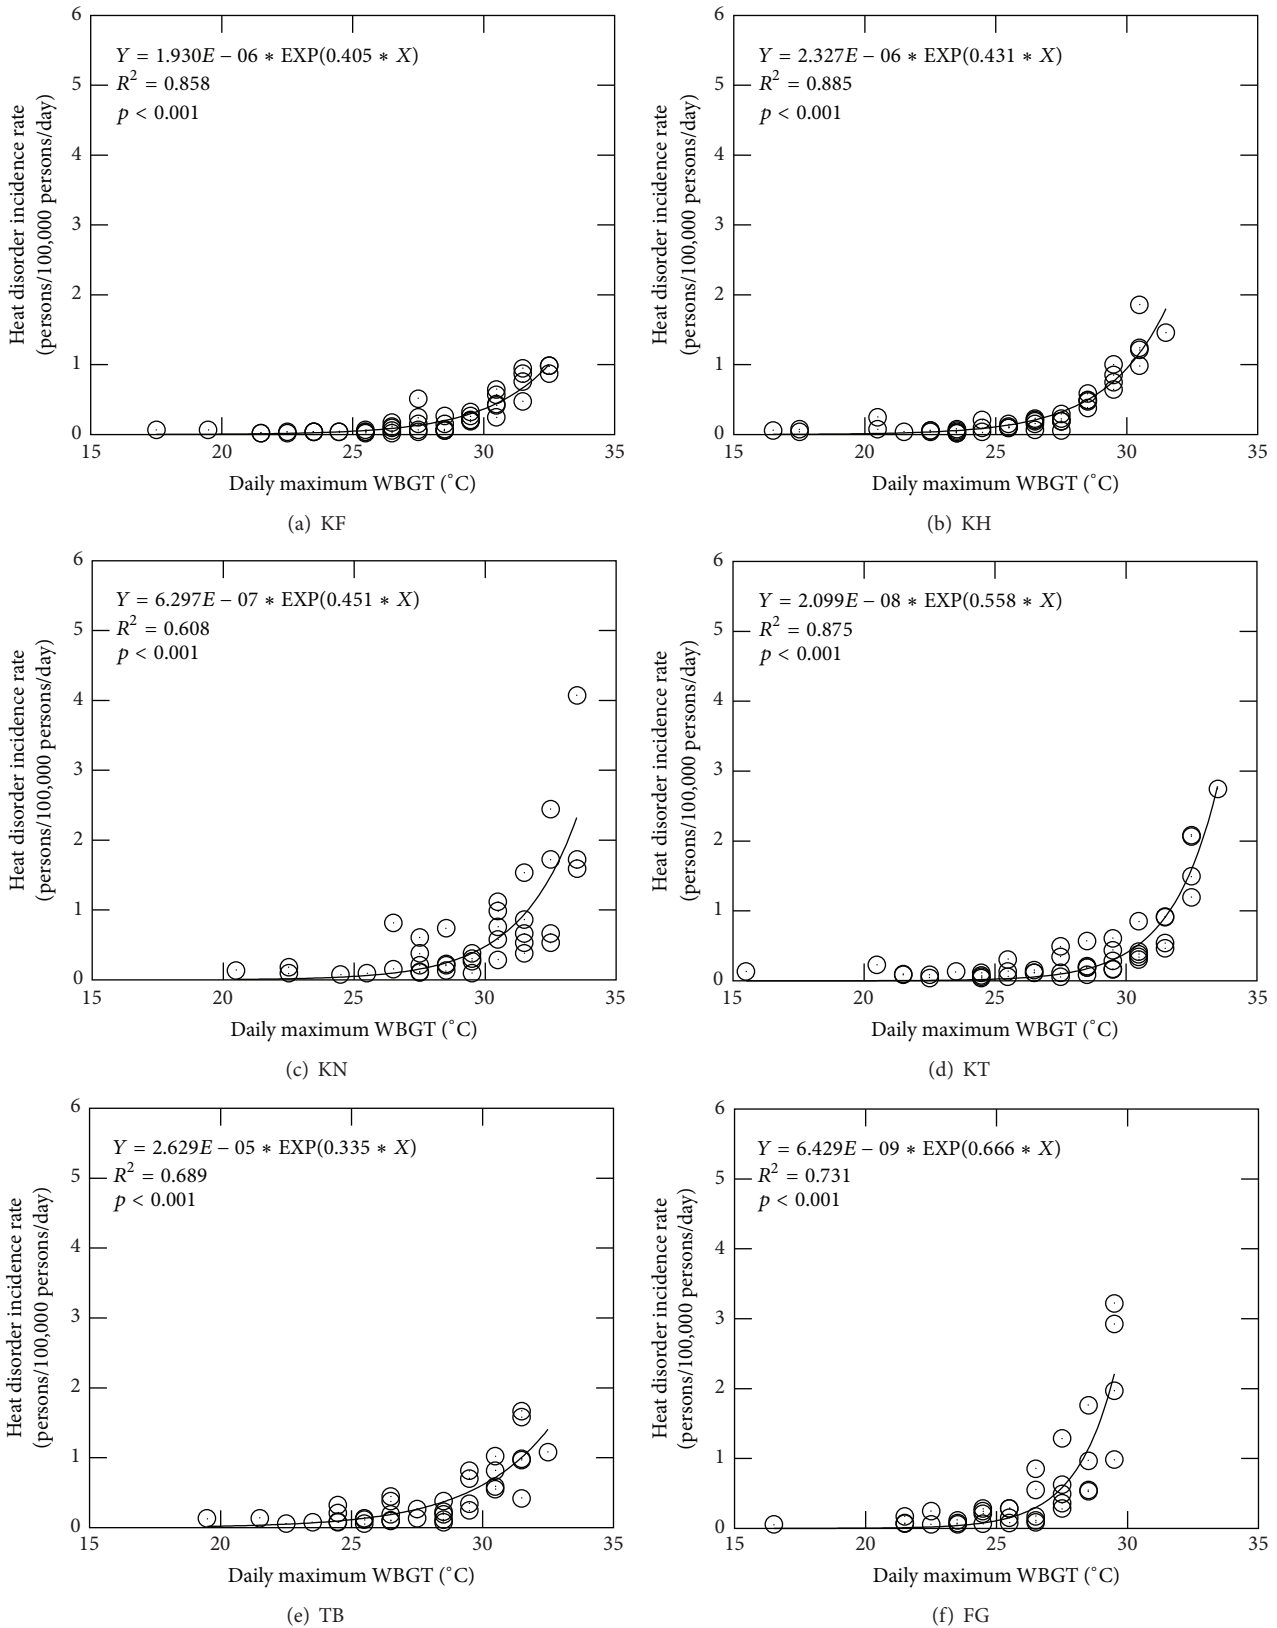 6
5
4
3
2
1
0
15
20
25
30
35
Y = 1.930E − 06 ∗ EXP(0.405 ∗ X)
R² = 0.858
p < 0.001
Heat disorder incidence rate
(persons/100,000 persons/day)
Daily maximum WBGT (°C)
(a) KF
6
5
4
3
2
1
0
15
20
25
30
35
Y = 2.327E − 06 ∗ EXP(0.431 ∗ X)
R² = 0.885
p < 0.001
Heat disorder incidence rate
(persons/100,000 persons/day)
Daily maximum WBGT (°C)
(b) KH
6
5
4
3
2
1
0
15
20
25
30
35
Y = 6.297E − 07 ∗ EXP(0.451 ∗ X)
R² = 0.608
p < 0.001
Heat disorder incidence rate
(persons/100,000 persons/day)
Daily maximum WBGT (°C)
(c) KN
6
5
4
3
2
1
0
15
20
25
30
35
Y = 2.099E − 08 ∗ EXP(0.558 ∗ X)
R² = 0.875
p < 0.001
Heat disorder incidence rate
(persons/100,000 persons/day)
Daily maximum WBGT (°C)
(d) KT
6
5
4
3
2
1
0
15
20
25
30
35
Y = 2.629E − 05 ∗ EXP(0.335 ∗ X)
R² = 0.689
p < 0.001
Heat disorder incidence rate
(persons/100,000 persons/day)
Daily maximum WBGT (°C)
(e) TB
6
5
4
3
2
1
0
15
20
25
30
35
Y = 6.429E − 09 ∗ EXP(0.666 ∗ X)
R² = 0.731
p < 0.001
Heat disorder incidence rate
(persons/100,000 persons/day)
Daily maximum WBGT (°C)
(f) FG